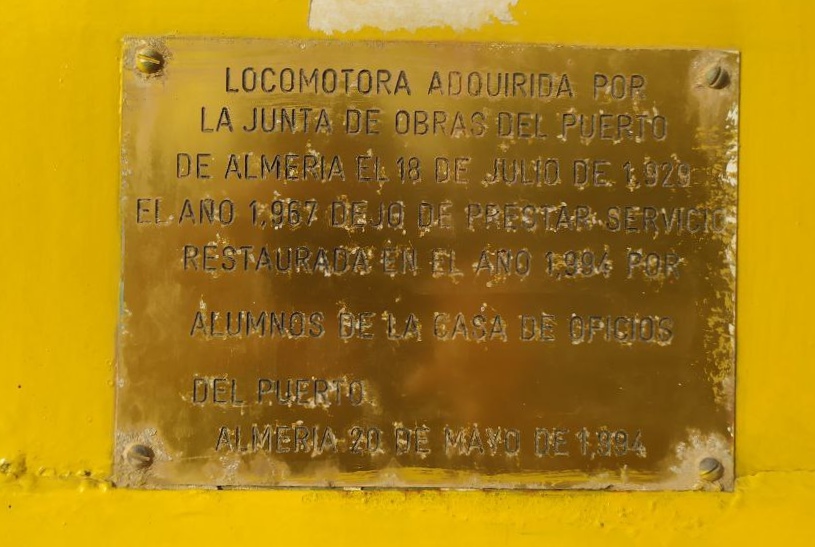 LOCOMOTORA ADQUIRIDA POR
LA JUNTA DE OBRAS DEL PUERTO
DE ALMERIA EL 18 DE JULIO DE 1.929
EL AÑO 1.967 DEJO DE PRESTAR SERVICIO
RESTAURADA EN EL AÑO 1.994 POR
ALUMNOS DE LA CASA DE OFICIOS
DEL PUERTO
ALMERIA 20 DE MAYO DE 1.994